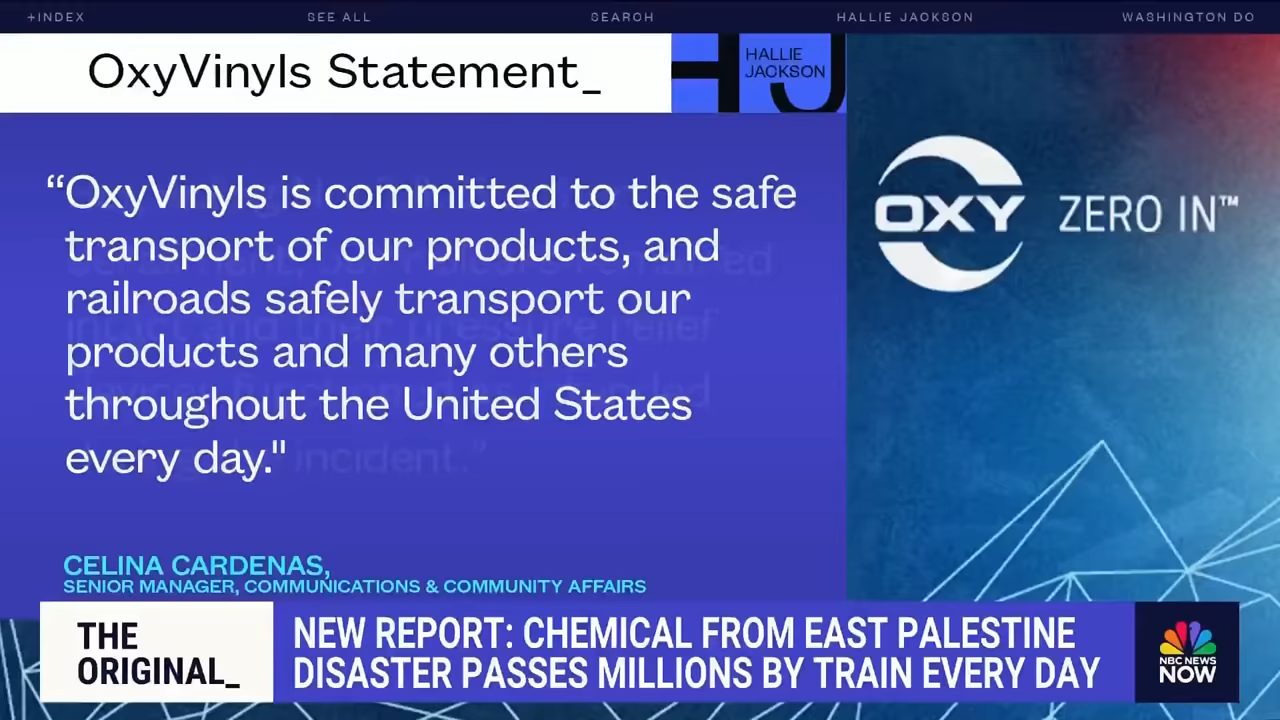 +INDEX
SEE ALL
SEARCH
HALLIE JACKSON
WASHINGTON DO
OxyVinyls Statement_
HALLIE
JACKSON
HJ
“OxyVinyls is committed to the safe
transport of our products, and
railroads safely transport our
products and many others
throughout the United States
every day."
incident.”
CELINA CARDENAS,
SENIOR MANAGER, COMMUNICATIONS & COMMUNITY AFFAIRS
OXY
ZERO IN™
THE
ORIGINAL_
NEW REPORT: CHEMICAL FROM EAST PALESTINE
DISASTER PASSES MILLIONS BY TRAIN EVERY DAY
NBC NEWS
NOW